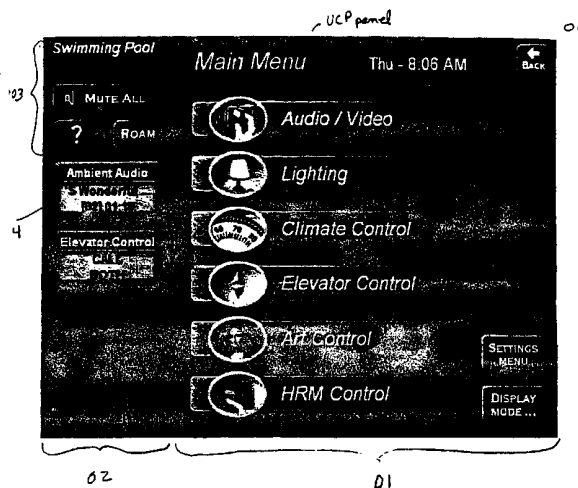 UCP panel
Swimming Pool
Main Menu
Thu - 8:06 AM
BACK
MUTE ALL
?
ROAM
Audio / Video
Ambient Audio
Lighting
4
Climate Control
Elevator Control
Elevator Control
Art Control
SETTINGS
MENU...
HRM Control
DISPLAY
MODE...
02
01